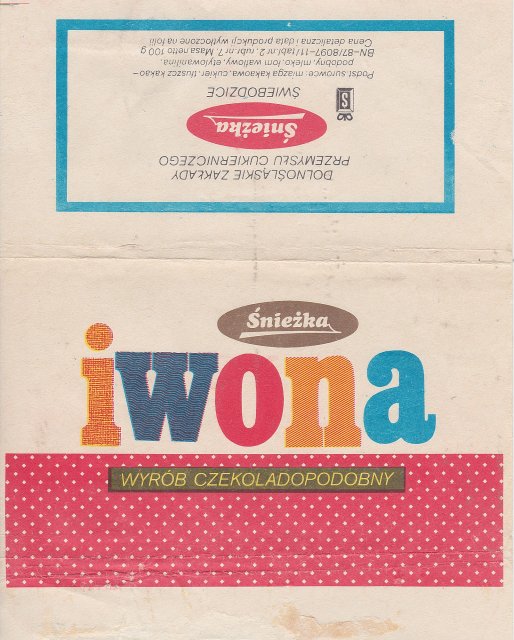 DOLNOŚLĄSKIE ZAKŁADY
PRZEMYSŁU CUKIERNICZEGO
Śnieżka
ŚWIEBODZICE
S
Podst surowce: miazga kakaowa, cukier, tłuszcz kakao–
podobny, mleko, łom waflowy, etylowanilina.
BN–87/8097–11/tabl.nr 2, rubr.nr 7. Masa netto 100 g
Cena detaliczna i data produkcji wytłoczone na folii
Śnieżka
iwona
WYRÓB CZEKOLADOPODOBNY